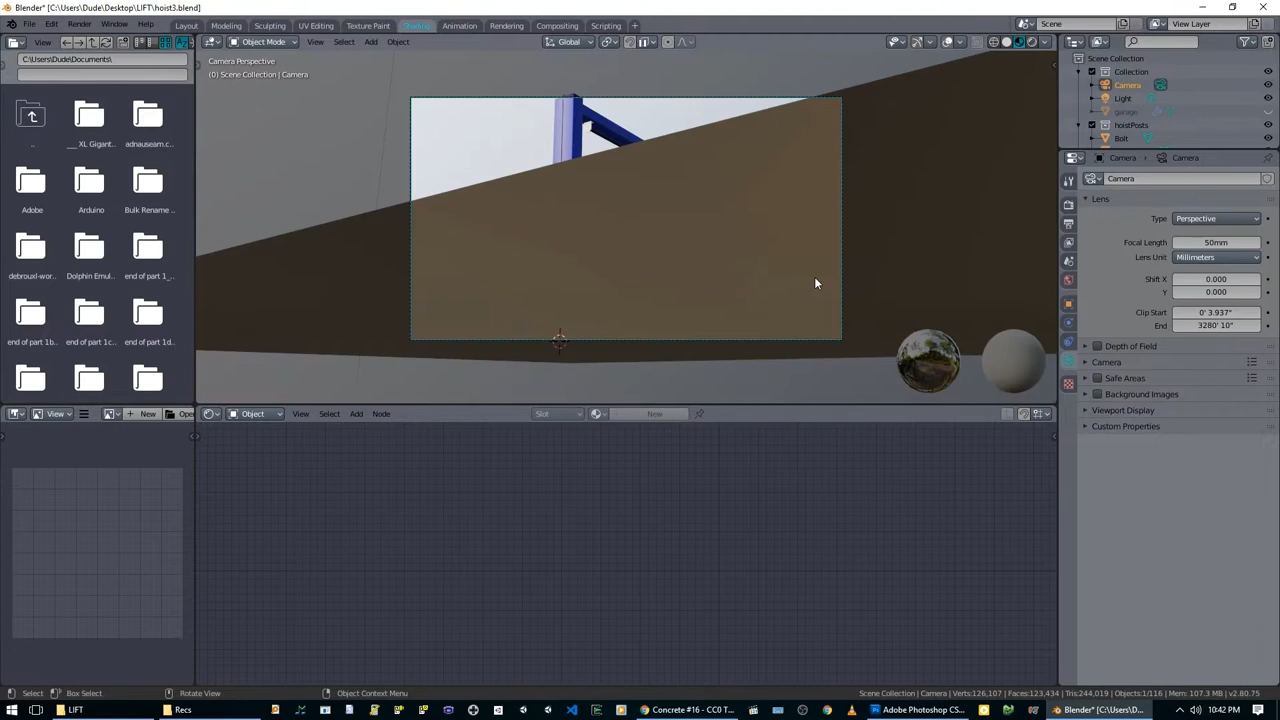 Blender* [C:\Users\Dude\Desktop\LIFT\hoist3.blend]
File Edit Render Window Help Layout Modeling Sculpting UV Editing Texture Paint Shading Animation Rendering Compositing Scripting + Scene View Layer
View Object Mode View Select Add Object Global
C:\Users\Dude\Documents\
Camera Perspective
(0) Scene Collection | Camera
.. ___ XL Gigant.. adnauseam.c..
Adobe Arduino Bulk Rename ..
debrouxl-wor.. Dolphin Emul.. end of part 1_..
end of part 1b.. end of part 1c.. end of part 1d..
Scene Collection
Collection
Camera
Light
garage
hoistPosts
Bolt
Camera Camera
Camera
Lens
Type Perspective
Focal Length 50mm
Lens Unit Millimeters
Shift X 0.000
Y 0.000
Clip Start 0' 3.937"
End 3280' 10"
Depth of Field
Camera
Safe Areas
Background Images
Viewport Display
Custom Properties
View New Open Object View Select Add Node Slot New
Select Box Select Rotate View Object Context Menu Scene Collection | Camera | Verts:126,107 | Faces:123,434 | Tris:244,019 | Objects:1/116 | Mem: 107.3 MB | v2.80.75
LIFT Recs Concrete #16 - CC0 T... Adobe Photoshop CS... Blender* [C:\Users\D... 10:42 PM